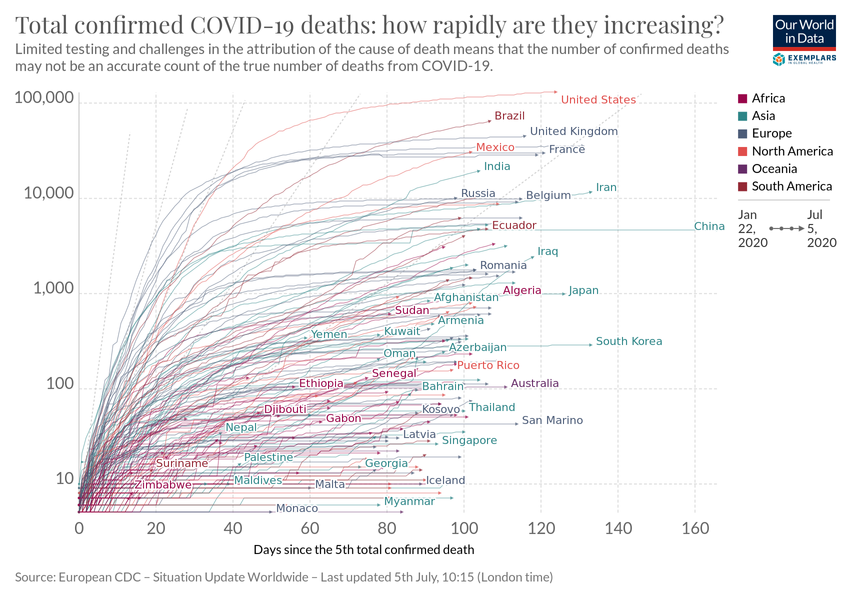 Total confirmed COVID-19 deaths: how rapidly are they increasing?
Limited testing and challenges in the attribution of the cause of death means that the number of confirmed deaths
may not be an accurate count of the true number of deaths from COVID-19.
Our World
in Data
EXEMPLARS
IN GLOBAL HEALTH
100,000
10,000
1,000
100
10
United States
Brazil
United Kingdom
Mexico
France
India
Iran
Russia
Belgium
Ecuador
China
Iraq
Romania
Algeria
Japan
Afghanistan
Sudan
Armenia
Yemen
Kuwait
South Korea
Azerbaijan
Oman
Puerto Rico
Senegal
Ethiopia
Bahrain
Australia
Djibouti
Kosovo
Thailand
Gabon
San Marino
Nepal
Latvia
Singapore
Palestine
Suriname
Georgia
Zimbabwe
Maldives
Malta
Iceland
Myanmar
Monaco
0
20
40
60
80
100
120
140
160
Days since the 5th total confirmed death
Africa
Asia
Europe
North America
Oceania
South America
Jan
22,
2020
Jul
5,
2020
Source: European CDC – Situation Update Worldwide – Last updated 5th July, 10:15 (London time)